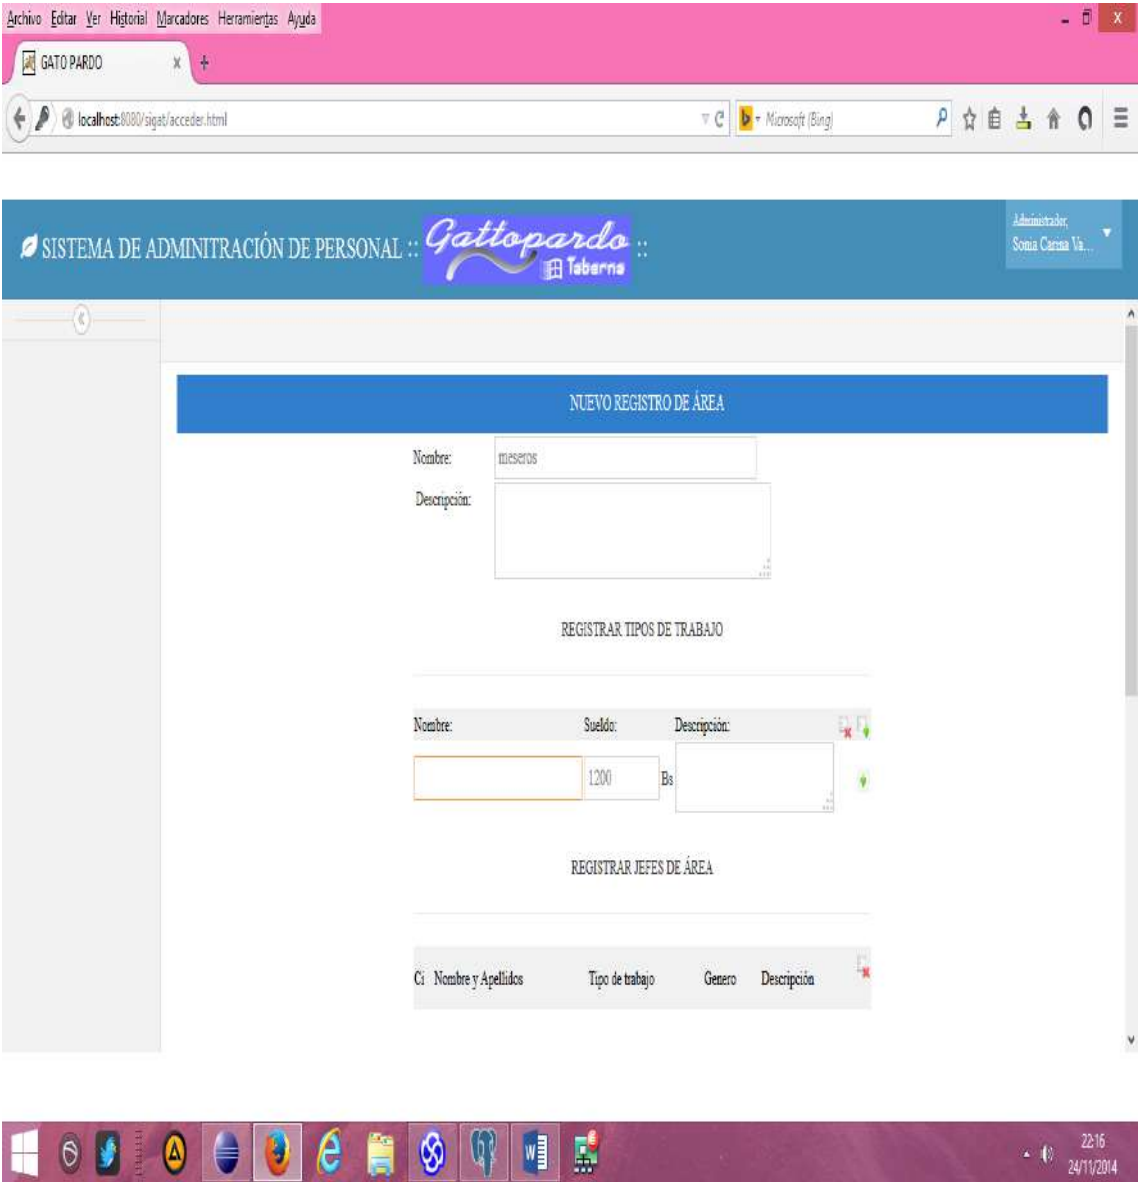 Archivo Editar Ver Historial Marcadores Herramientas Ayuda
GATO PARDO
localhost:8080/sigat/acceder.html
Microsoft (Bing)
SISTEMA DE ADMINITRACIÓN DE PERSONAL :: Gattopardo Taberna ::
Administrador,
Sonia Carina Va...
NUEVO REGISTRO DE ÁREA
Nombre: meseros
Descripción:
REGISTRAR TIPOS DE TRABAJO
Nombre: Sueldo: Descripción:
1200 Bs
REGISTRAR JEFES DE ÁREA
Ci Nombre y Apellidos Tipo de trabajo Genero Descripción
22:16
24/11/2014